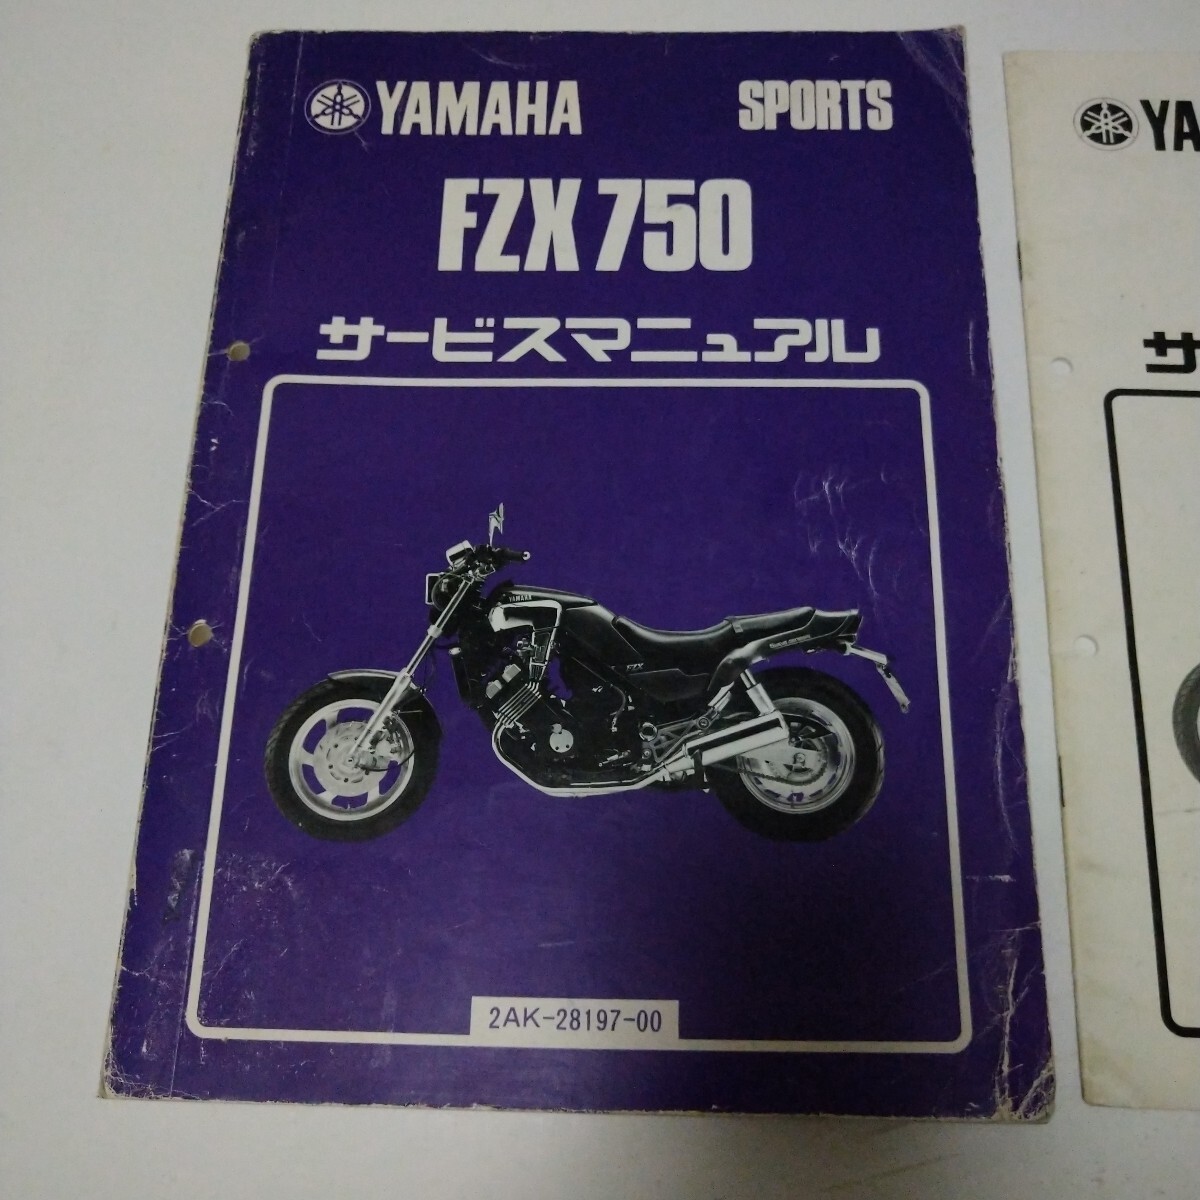 YAMAHA SPORTS
FZX 750
サービスマニュアル
YAMAHA
FZX
2AK-28197-00
YA
サ